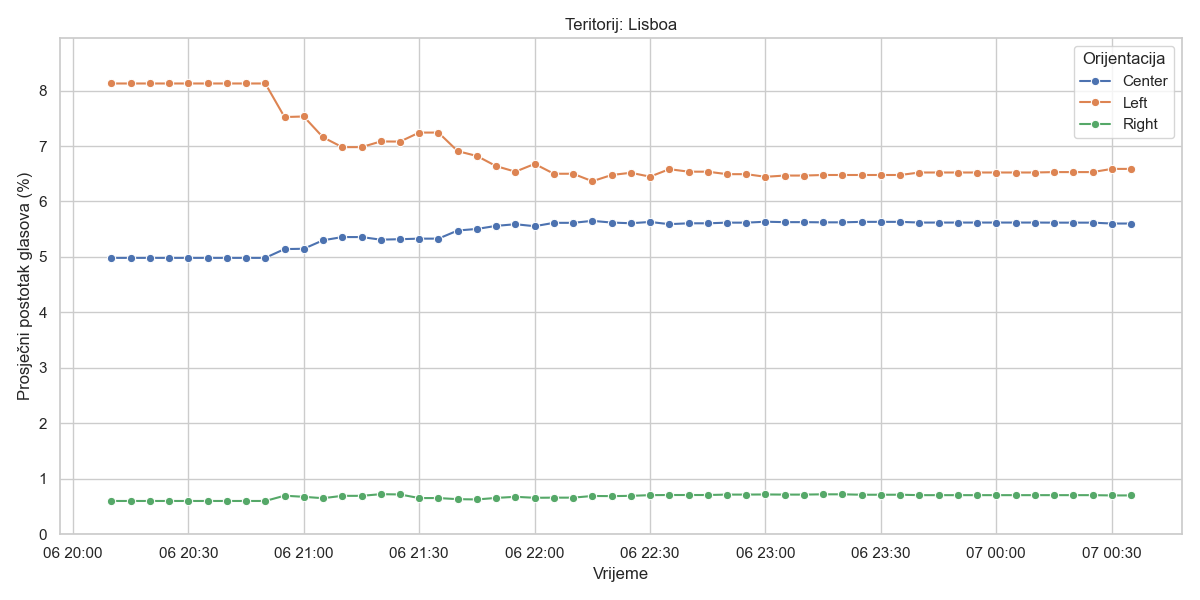 Teritorij: Lisboa
Orijentacija
Center
Left
Right
Prosječni postotak glasova (%)
8
7
6
5
4
3
2
1
0
06 20:00 06 20:30 06 21:00 06 21:30 06 22:00 06 22:30 06 23:00 06 23:30 07 00:00 07 00:30
Vrijeme